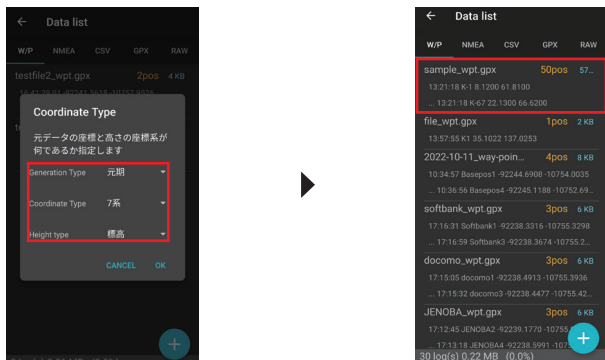 Data list
W/P NMEA CSV GPX RAW
testfile2_wpt.gpx 2pos 4 KB
Coordinate
Type
元データの座標と高さの座標系が
何であるか指定します
Generation Type 元期
Coordinate Type 7系
Height type 標高
CANCEL OK
Data list
W/P NMEA CSV GPX RAW
sample_wpt.gpx 50pos 57..
13:21:18 K-1 8.1200 61.8100
... 13:21:18 K-67 22.1300 66.6200
file_wpt.gpx 1pos 2 KB
13:57:55 K1 35.1022 137.0253
2022-10-11_way-poin... 4pos 8 KB
10:34:57 Basepos1 -92244.6908 -10754.0035
... 10:36:56 Basepos4 -92245.1188 -10752.69...
softbank_wpt.gpx 3pos 6 KB
17:16:31 Softbank1 -92238.3316 -10755.3298
... 17:16:59 Softbank3 -92238.3674 -10755.2...
docomo_wpt.gpx 3pos 6 KB
17:15:05 docomo1 -92238.4913 -10755.3936
... 17:15:32 docomo3 -92238.4477 -10755.42...
JENOBA_wpt.gpx 3pos 6 KB
17:12:45 JENOBA2 -92239.1770 -10755
... 17:13:18 JENOBA4 -92238.5991 -107
30 log(s) 0.22 MB (0.0%)